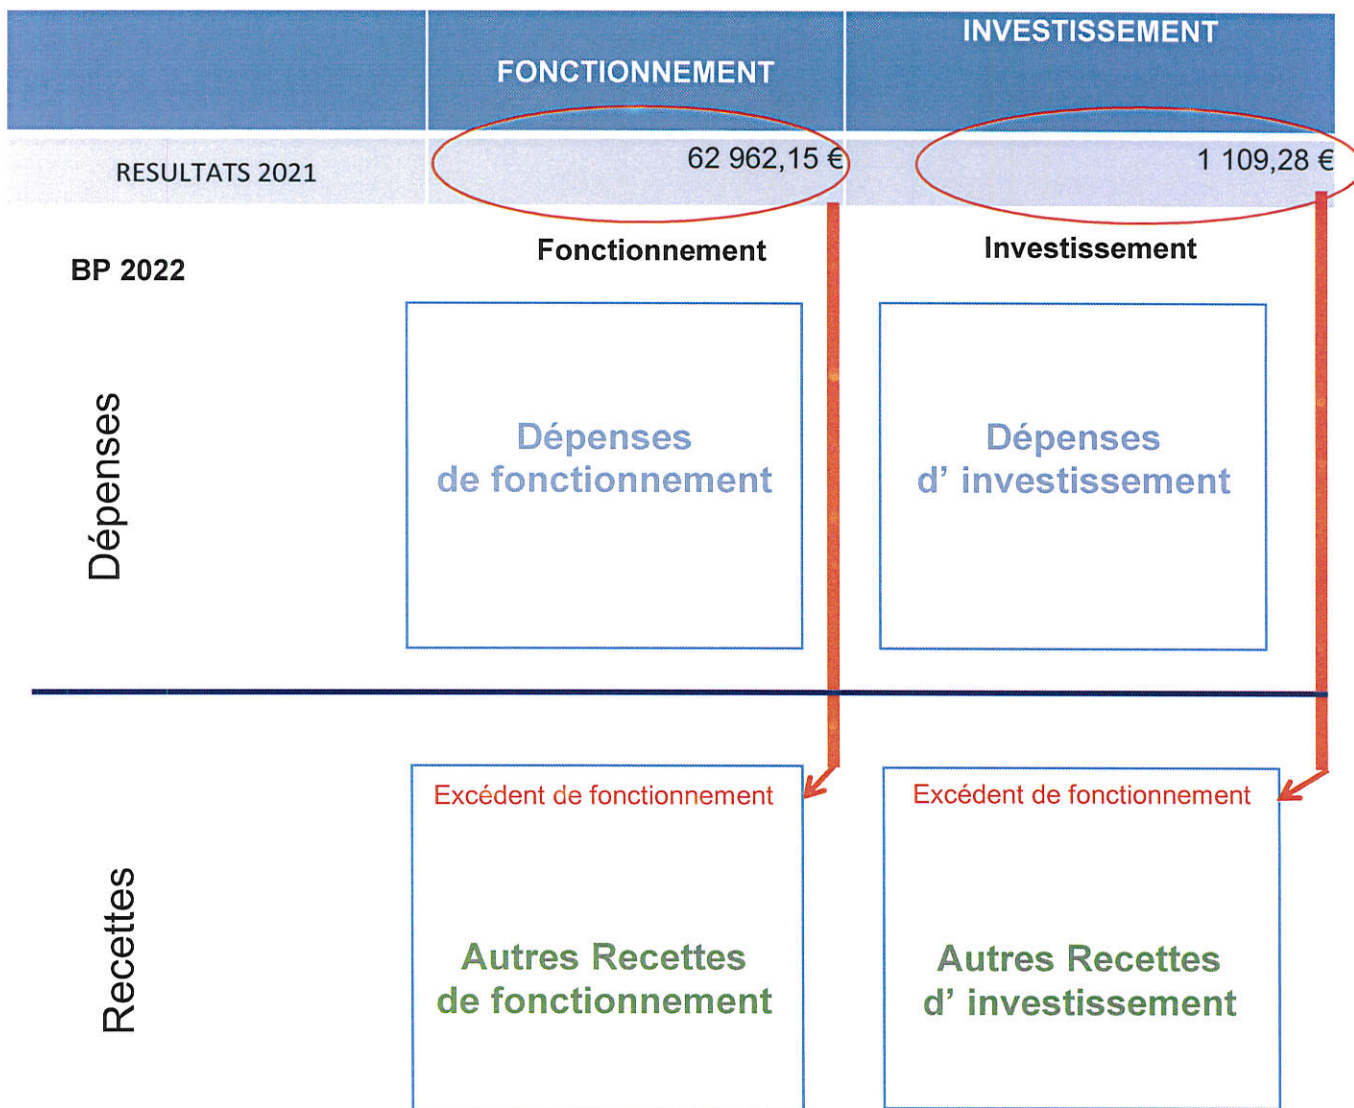 FONCTIONNEMENT
INVESTISSEMENT
RESULTATS 2021
62 962,15 €
1 109,28 €
BP 2022
Fonctionnement
Investissement
Dépenses
Dépenses
de fonctionnement
Dépenses
d’ investissement
Recettes
Excédent de fonctionnement
Autres Recettes
de fonctionnement
Excédent de fonctionnement
Autres Recettes
d’ investissement